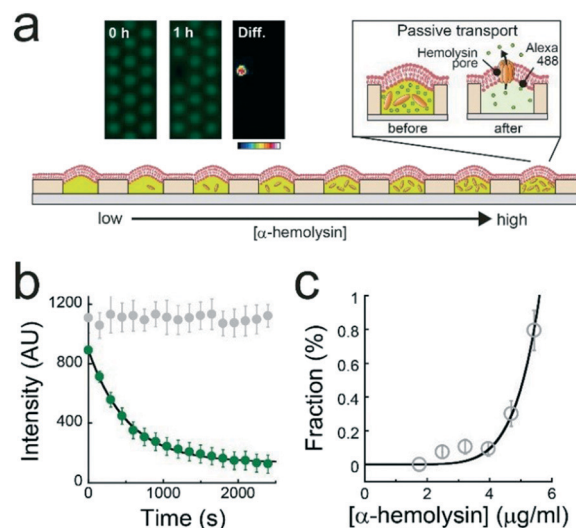 a
0 h
1 h
Diff.
Passive transport
Hemolysin
pore
Alexa
488
before
after
low
high
[α-hemolysin]
b
1200
800
400
0
Intensity (AU)
0
1000
2000
Time (s)
c
1
0.8
0.6
0.4
0.2
0
Fraction (%)
0
2
4
6
[α-hemolysin] (µg/ml)